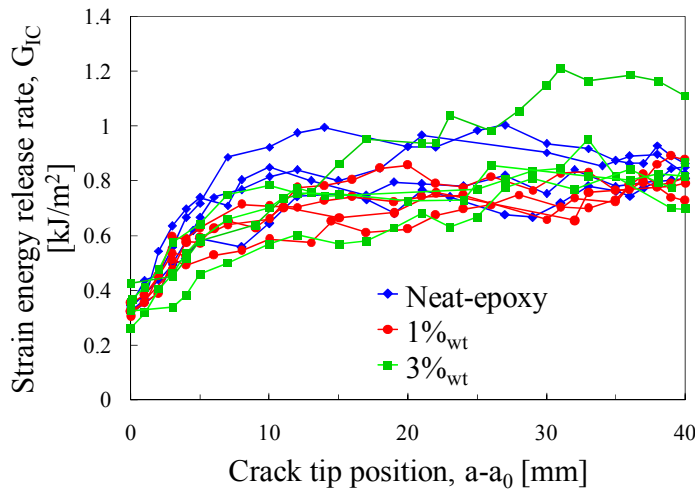 Strain energy release rate, G_IC
[kJ/m²]
1.4
1.2
1
0.8
0.6
0.4
0.2
0
Neat-epoxy
1%wt
3%wt
0 10 20 30 40
Crack tip position, a-a₀ [mm]